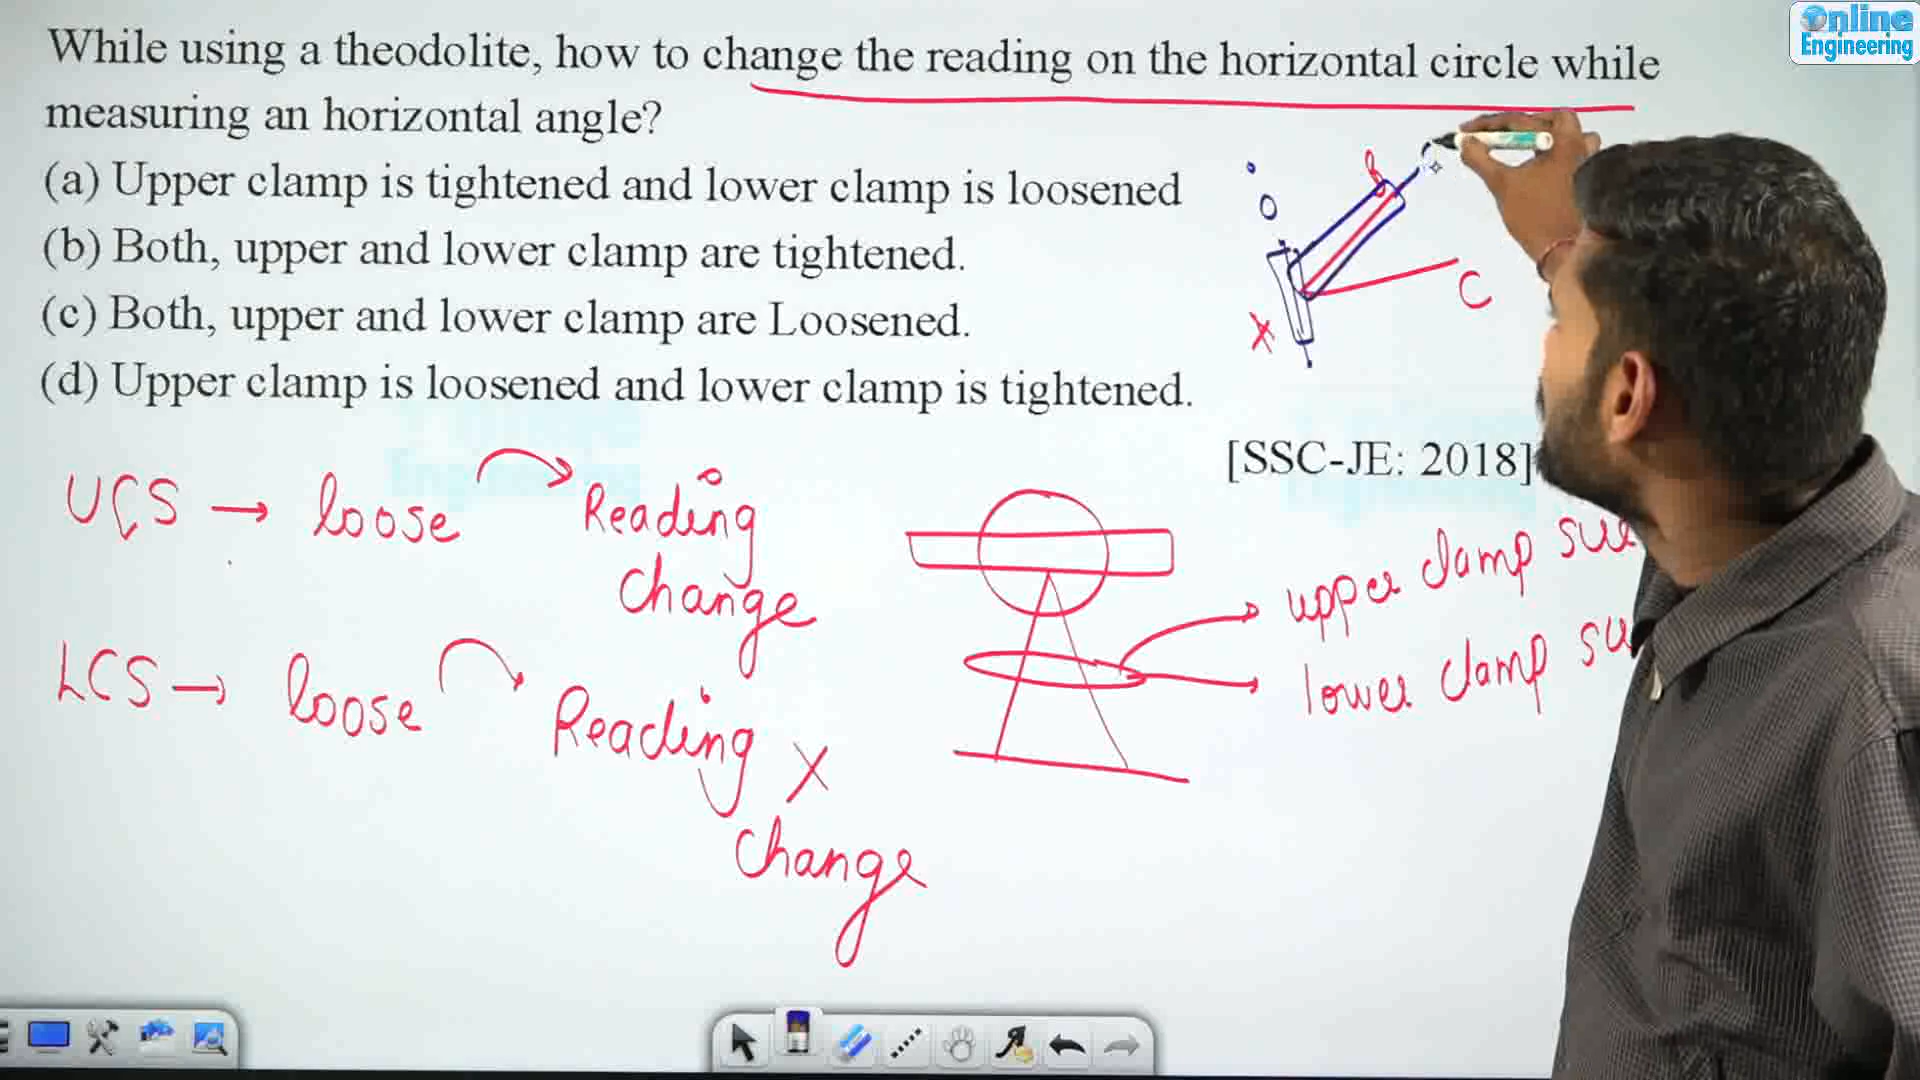 Online
Engineering
While using a theodolite, how to change the reading on the horizontal circle while
measuring an horizontal angle?
(a) Upper clamp is tightened and lower clamp is loosened
(b) Both, upper and lower clamp are tightened.
(c) Both, upper and lower clamp are Loosened.
(d) Upper clamp is loosened and lower clamp is tightened.
B
C
[SSC-JE: 2018]
UCS → loose Reading
change
upper clamp
LCS → loose Reading X
change
lower clamp